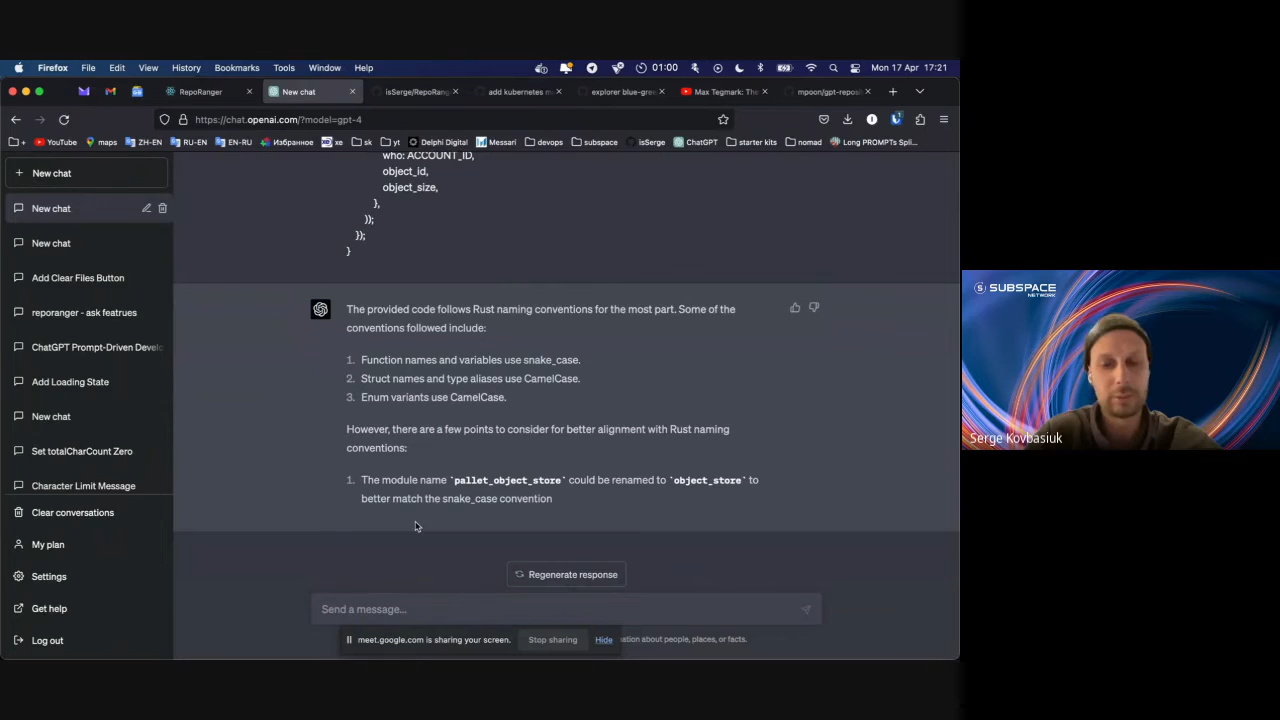 Firefox File Edit View History Bookmarks Tools Window Help 01:00 Mon 17 Apr 17:21
RepoRanger New chat isSerge/RepoRang add kubernetes m explorer blue-gree Max Tegmark: The mpoon/gpt-reposit
https://chat.openai.com/?model=gpt-4
+ YouTube maps ZH-EN RU-EN EN-RU Избранное xe sk yt Delphi Digital Messari devops subspace isSerge ChatGPT starter kits nomad Long PROMPTs Spli...
New chat
New chat
New chat
Add Clear Files Button
reporanger - ask featrues
ChatGPT Prompt-Driven Develo
Add Loading State
New chat
Set totalCharCount Zero
Character Limit Message
Clear conversations
My plan
Settings
Get help
Log out
who: ACCOUNT_ID,
object_id,
object_size,
},
));
));
}
The provided code follows Rust naming conventions for the most part. Some of the
conventions followed include:
1. Function names and variables use snake_case.
2. Struct names and type aliases use CamelCase.
3. Enum variants use CamelCase.
However, there are a few points to consider for better alignment with Rust naming
conventions:
1. The module name `pallet_object_store` could be renamed to `object_store` to
better match the snake_case convention
Regenerate response
Send a message...
meet.google.com is sharing your screen. Stop sharing Hide
ation about people, places, or facts.
SUBSPACE
NETWORK
Serge Kovbasiuk